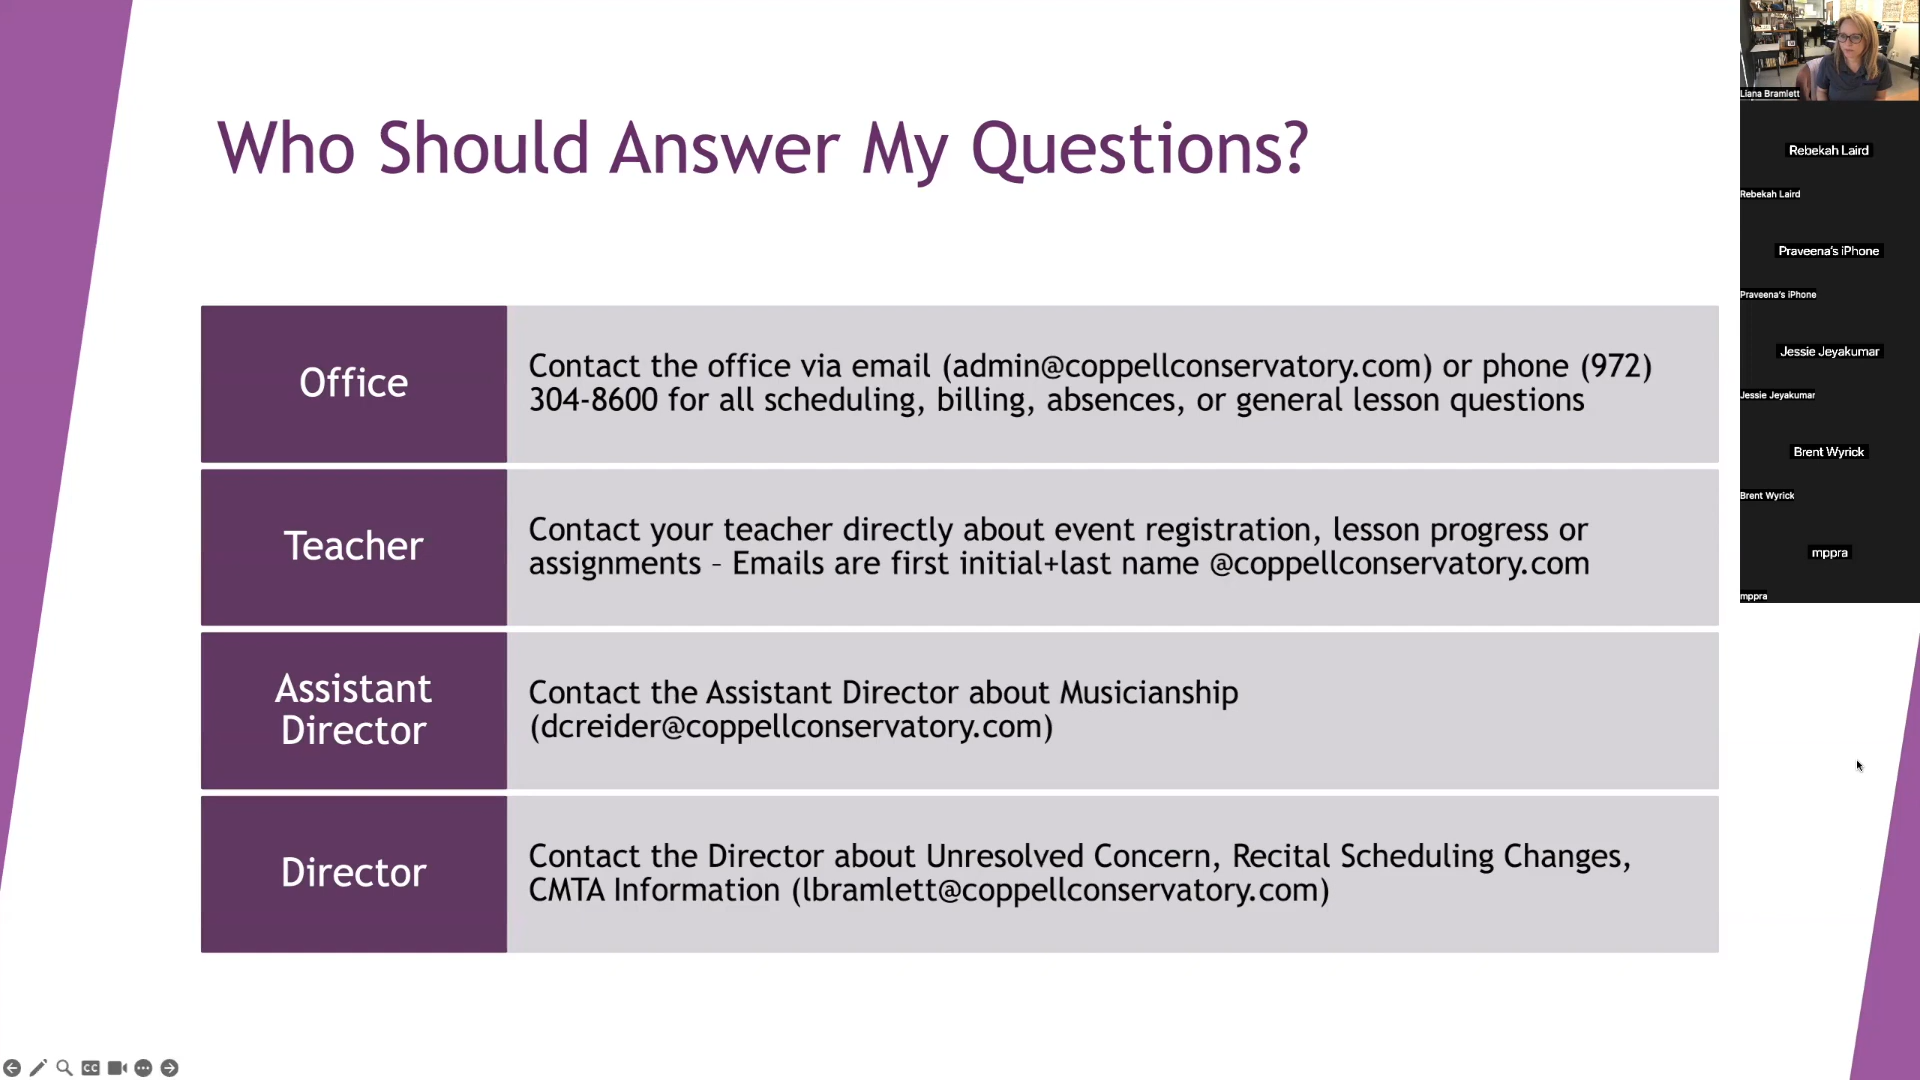 Who Should Answer My Questions?
Office
Contact the office via email (admin@coppellconservatory.com) or phone (972)
304-8600 for all scheduling, billing, absences, or general lesson questions
Teacher
Contact your teacher directly about event registration, lesson progress or
assignments – Emails are first initial+last name @coppellconservatory.com
Assistant
Director
Contact the Assistant Director about Musicianship
(dcreider@coppellconservatory.com)
Director
Contact the Director about Unresolved Concern, Recital Scheduling Changes,
CMTA Information (lbramlett@coppellconservatory.com)
Liana Bramlett
Rebekah Laird
Rebekah Laird
Praveena's iPhone
Praveena's iPhone
Jessie Jeyakumar
Jessie Jeyakumar
Brent Wyrick
Brent Wyrick
mppra
mppra
CC